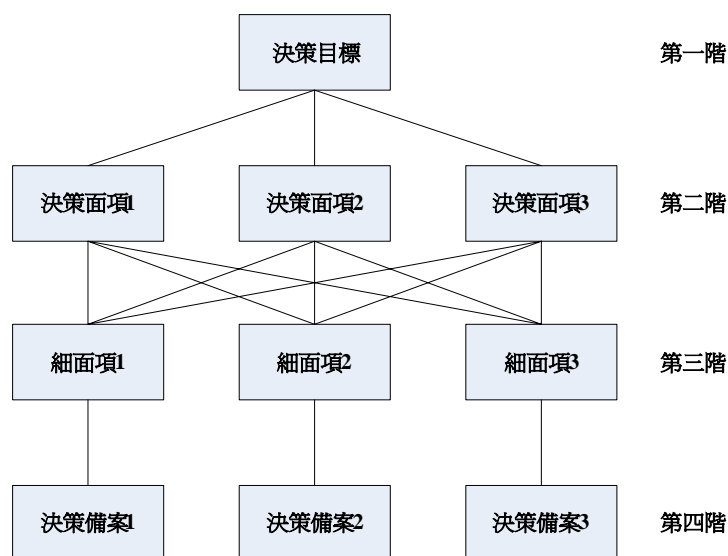 決策目標
第一階
決策面項1
決策面項2
決策面項3
第二階
細面項1
細面項2
細面項3
第三階
決策備案1
決策備案2
決策備案3
第四階